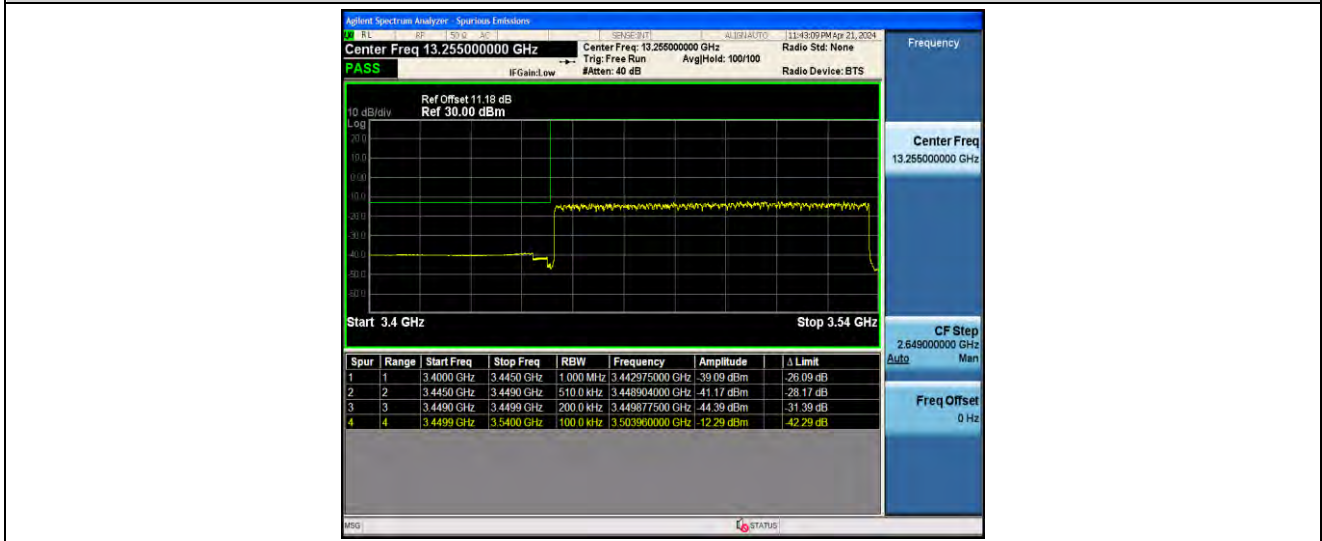 Agilent Spectrum Analyzer - Spurious Emissions
RL RF 50 Ω AC SENSE:INT ALIGNAUTO 11:43:09 PM Apr 21, 2024
Center Freq 13.255000000 GHz
Center Freq: 13.255000000 GHz Radio Std: None
Trig: Free Run Avg|Hold: 100/100
PASS IFGain:Low #Atten: 40 dB Radio Device: BTS
Ref Offset 11.18 dB
10 dB/div Ref 30.00 dBm
Log
20.0
10.0
0.00
-10.0
-20.0
-30.0
-40.0
-50.0
-60.0
Start 3.4 GHz Stop 3.54 GHz
Spur Range Start Freq Stop Freq RBW Frequency Amplitude Δ Limit
1 1 3.4000 GHz 3.4450 GHz 1.000 MHz 3.442975000 GHz -39.09 dBm -26.09 dB
2 2 3.4450 GHz 3.4490 GHz 510.0 kHz 3.448904000 GHz -41.17 dBm -28.17 dB
3 3 3.4490 GHz 3.4499 GHz 200.0 kHz 3.449877500 GHz -44.39 dBm -31.39 dB
4 4 3.4499 GHz 3.5400 GHz 100.0 kHz 3.503960000 GHz -12.29 dBm -42.29 dB
MSG STATUS
Frequency
Center Freq
13.255000000 GHz
CF Step
2.649000000 GHz
Auto Man
Freq Offset
0 Hz